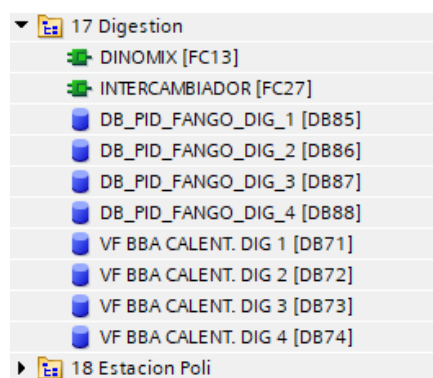 17 Digestion
DINOMIX [FC13]
INTERCAMBIADOR [FC27]
DB_PID_FANGO_DIG_1 [DB85]
DB_PID_FANGO_DIG_2 [DB86]
DB_PID_FANGO_DIG_3 [DB87]
DB_PID_FANGO_DIG_4 [DB88]
VF BBA CALENT. DIG 1 [DB71]
VF BBA CALENT. DIG 2 [DB72]
VF BBA CALENT. DIG 3 [DB73]
VF BBA CALENT. DIG 4 [DB74]
18 Estacion Poli